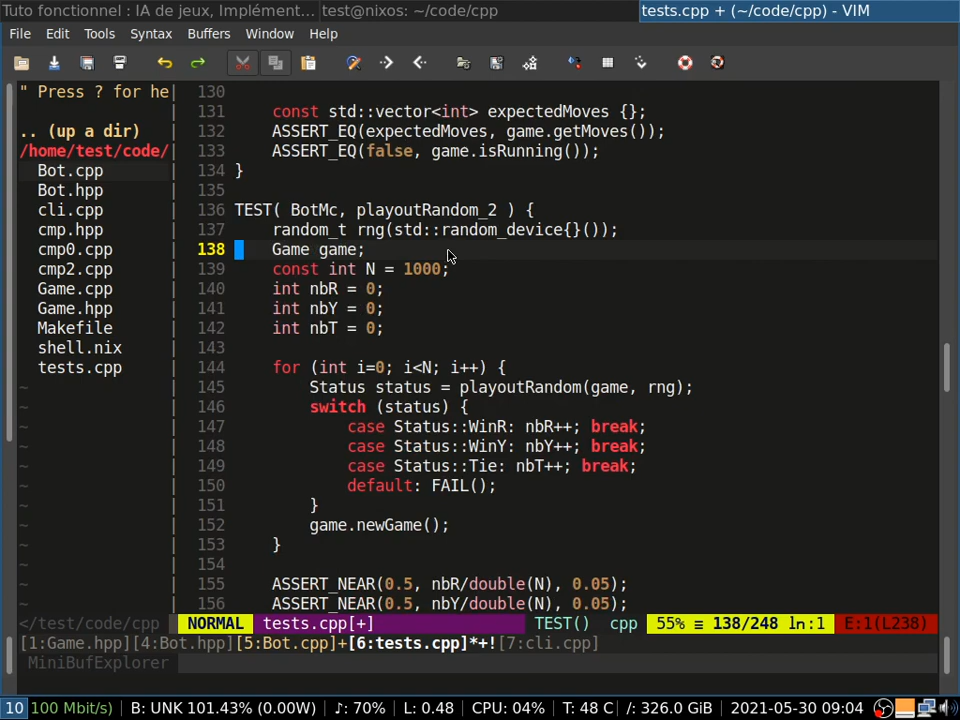 Tuto fonctionnel : IA de jeux, Implément... test@nixos: ~/code/cpp tests.cpp + (~/code/cpp) - VIM
File Edit Tools Syntax Buffers Window Help
" Press ? for he
.. (up a dir)
/home/test/code/
Bot.cpp
Bot.hpp
cli.cpp
cmp.hpp
cmp0.cpp
cmp2.cpp
Game.cpp
Game.hpp
Makefile
shell.nix
tests.cpp
~
~
~
~
~
~
~
~
~
~
~
~
130
131 const std::vector<int> expectedMoves {};
132 ASSERT_EQ(expectedMoves, game.getMoves());
133 ASSERT_EQ(false, game.isRunning());
134 }
135
136 TEST( BotMc, playoutRandom_2 ) {
137 random_t rng(std::random_device{}());
138 Game game;
139 const int N = 1000;
140 int nbR = 0;
141 int nbY = 0;
142 int nbT = 0;
143
144 for (int i=0; i<N; i++) {
145 Status status = playoutRandom(game, rng);
146 switch (status) {
147 case Status::WinR: nbR++; break;
148 case Status::WinY: nbY++; break;
149 case Status::Tie: nbT++; break;
150 default: FAIL();
151 }
152 game.newGame();
153 }
154
155 ASSERT_NEAR(0.5, nbR/double(N), 0.05);
156 ASSERT_NEAR(0.5, nbY/double(N), 0.05);
</test/code/cpp NORMAL tests.cpp[+] TEST() cpp 55% ≡ 138/248 ln:1 E:1(L238)
[1:Game.hpp][4:Bot.hpp][5:Bot.cpp]+[6:tests.cpp]*+![7:cli.cpp]
MiniBufExplorer
10 100 Mbit/s) B: UNK 101.43% (0.00W) ♪: 70% L: 0.48 CPU: 04% T: 48 C /: 326.0 GiB 2021-05-30 09:04